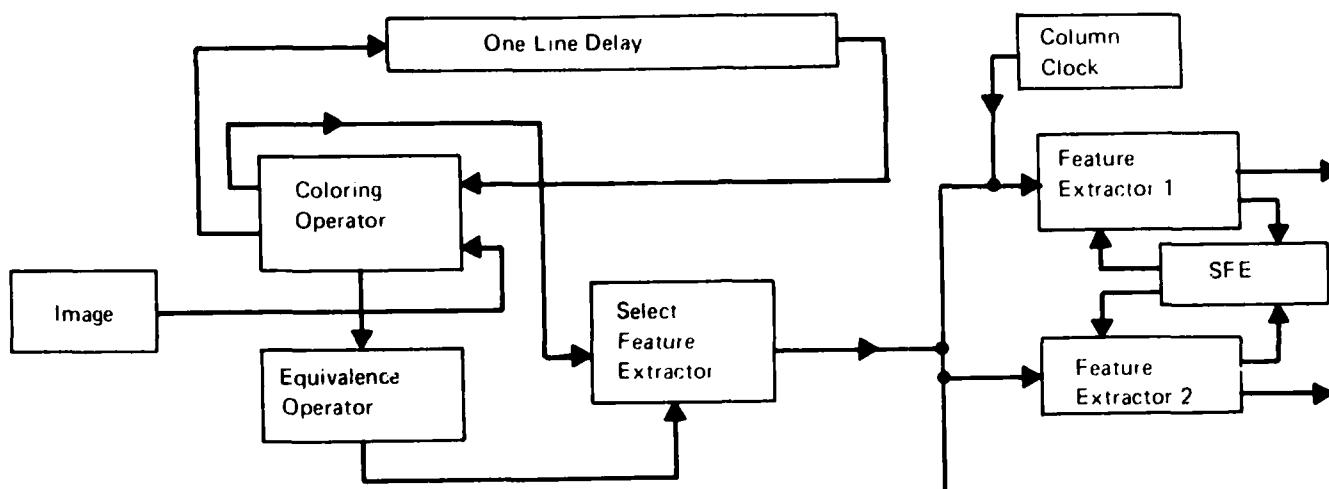 One Line Delay
Column
Clock
Coloring
Operator
Feature
Extractor 1
SFE
Image
Select
Feature
Extractor
Equivalence
Operator
Feature
Extractor 2